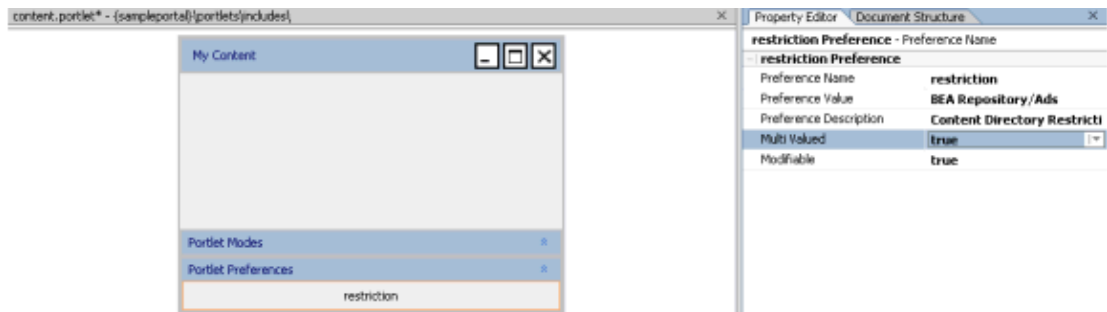 content.portlet* - {sampleportal}\portlets\includes\
My Content
Portlet Modes
Portlet Preferences
restriction
Property Editor Document Structure
restriction Preference - Preference Name
restriction Preference
Preference Name restriction
Preference Value BEA Repository/Ads
Preference Description Content Directory Restricti
Multi Valued true
Modifiable true